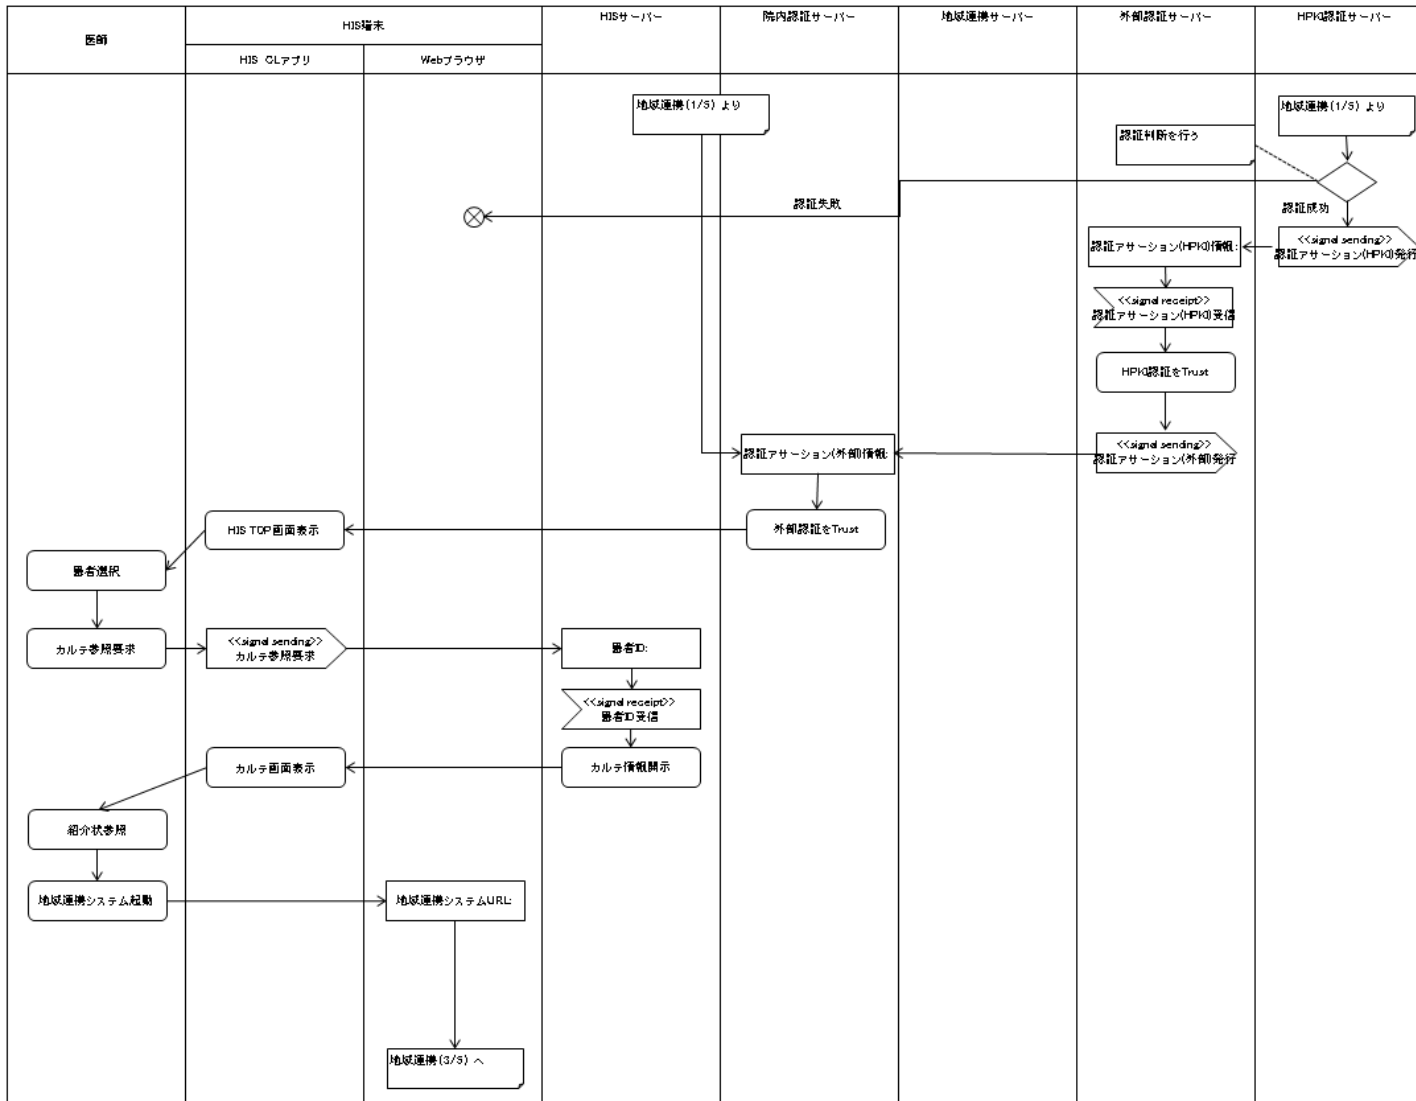 医師
HIS端末
HIS CLアプリ
Webブラウザ
HISサーバー
院内認証サーバー
地域連携サーバー
外部認証サーバー
HPKI認証サーバー
地域連携(1/5) より
地域連携(1/5) より
認証判断を行う
認証失敗
認証成功
<<signal sending>>
認証アサーション(HPKI)発行
認証アサーション(HPKI)情報:
<<signal receipt>>
認証アサーション(HPKI)受信
HPKI認証をTrust
<<signal sending>>
認証アサーション(外部)発行
認証アサーション(外部)情報:
外部認証をTrust
HIS TOP画面表示
患者選択
カルテ参照要求
<<signal sending>>
カルテ参照要求
患者ID:
<<signal receipt>>
患者ID受信
カルテ情報開示
カルテ画面表示
紹介状参照
地域連携システム起動
地域連携システムURL:
地域連携(3/5) へ